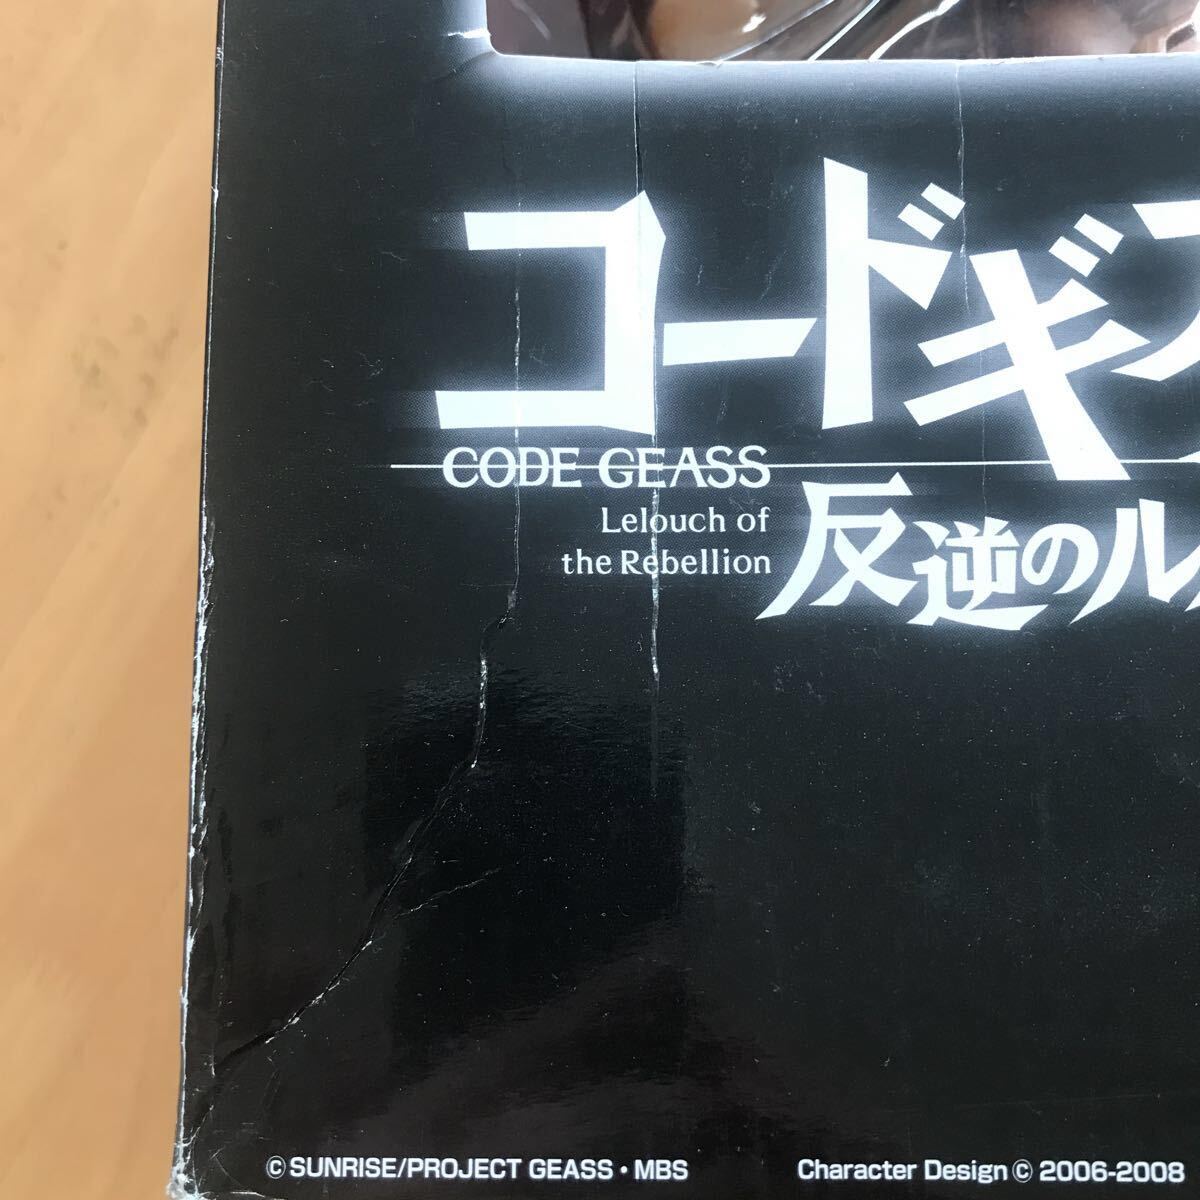 コードギ
CODE GEASS
Lelouch of
the Rebellion
反逆のル
© SUNRISE/PROJECT GEASS・MBS
Character Design © 2006-2008